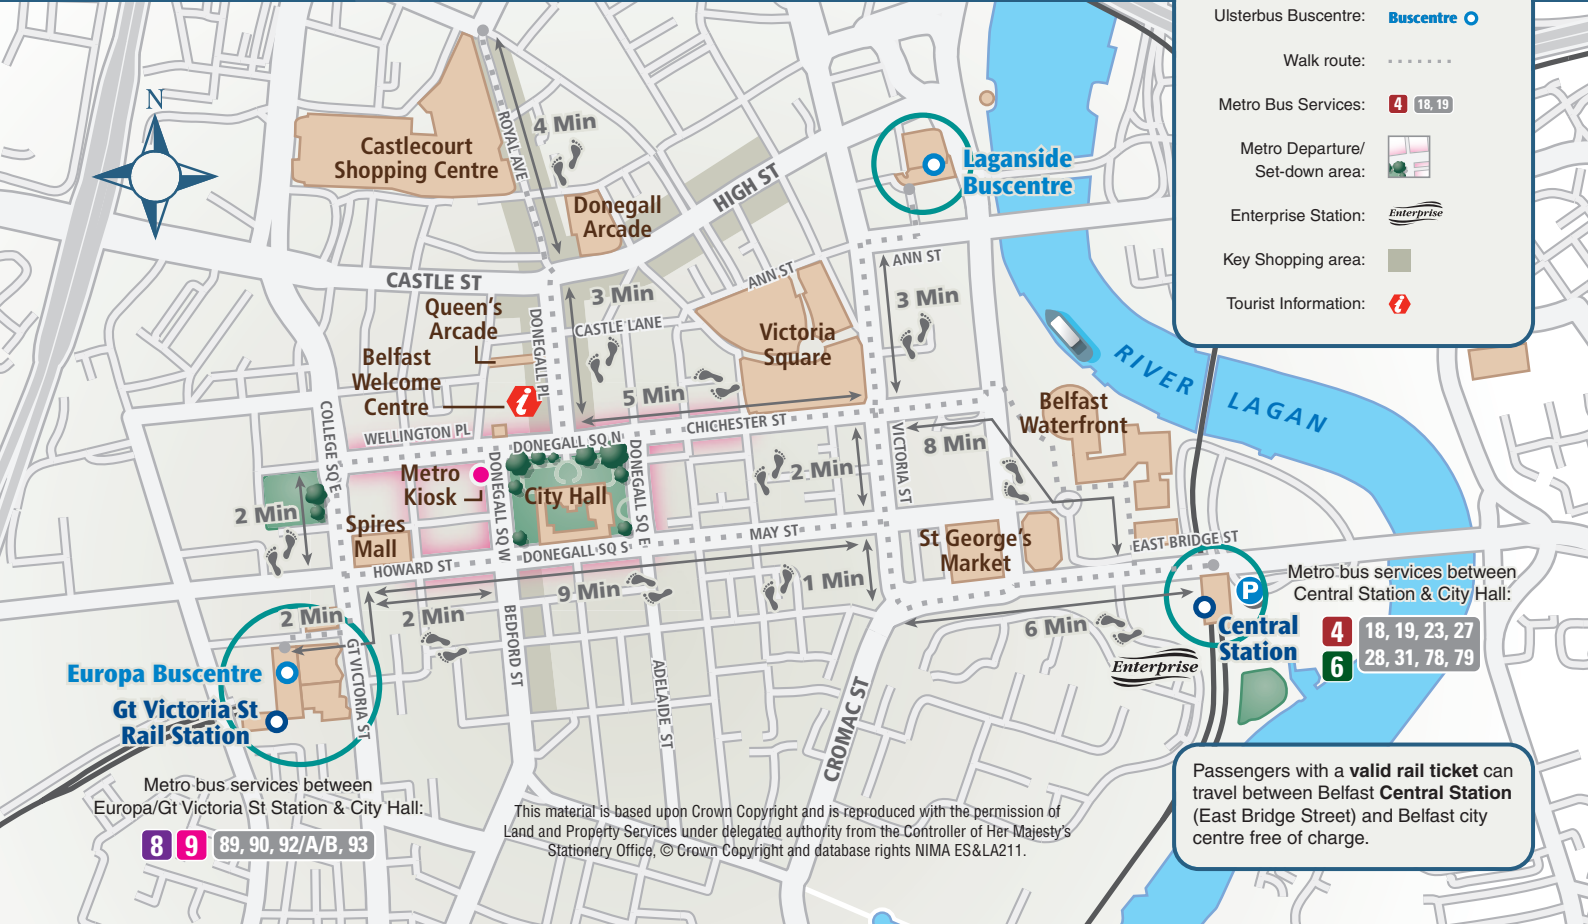 Ulsterbus Buscentre:
Buscentre
Walk route:
Metro Bus Services:
4
18, 19
Metro Departure/
Set-down area:
Enterprise Station:
Enterprise
Key Shopping area:
Tourist Information:
i
N
Castlecourt
Shopping Centre
ROYAL AVE
4 Min
Donegall
Arcade
HIGH ST
Laganside
Buscentre
CASTLE ST
Queen's
Arcade
Belfast
Welcome
Centre
i
DONEGALL PL
3 Min
CASTLE LANE
ANN ST
ANN ST
3 Min
Victoria
Square
5 Min
RIVER LAGAN
Belfast
Waterfront
COLLEGE SQ E
WELLINGTON PL
DONEGALL SQ N
CHICHESTER ST
VICTORIA ST
8 Min
Metro
Kiosk
DONEGALL SQ W
City Hall
DONEGALL SQ E
2 Min
2 Min
Spires
Mall
HOWARD ST
DONEGALL SQ S
MAY ST
St George's
Market
EAST BRIDGE ST
9 Min
1 Min
2 Min
2 Min
6 Min
P
Central
Station
Enterprise
Metro bus services between
Central Station & City Hall:
4
18, 19, 23, 27
6
28, 31, 78, 79
GT VICTORIA ST
BEDFORD ST
ADELAIDE ST
CROMAC ST
Europa Buscentre
Gt Victoria St
Rail Station
Metro bus services between
Europa/Gt Victoria St Station & City Hall:
8 9 89, 90, 92/A/B, 93
This material is based upon Crown Copyright and is reproduced with the permission of
Land and Property Services under delegated authority from the Controller of Her Majesty's
Stationery Office, © Crown Copyright and database rights NIMA ES&LA211.
Passengers with a valid rail ticket can
travel between Belfast Central Station
(East Bridge Street) and Belfast city
centre free of charge.